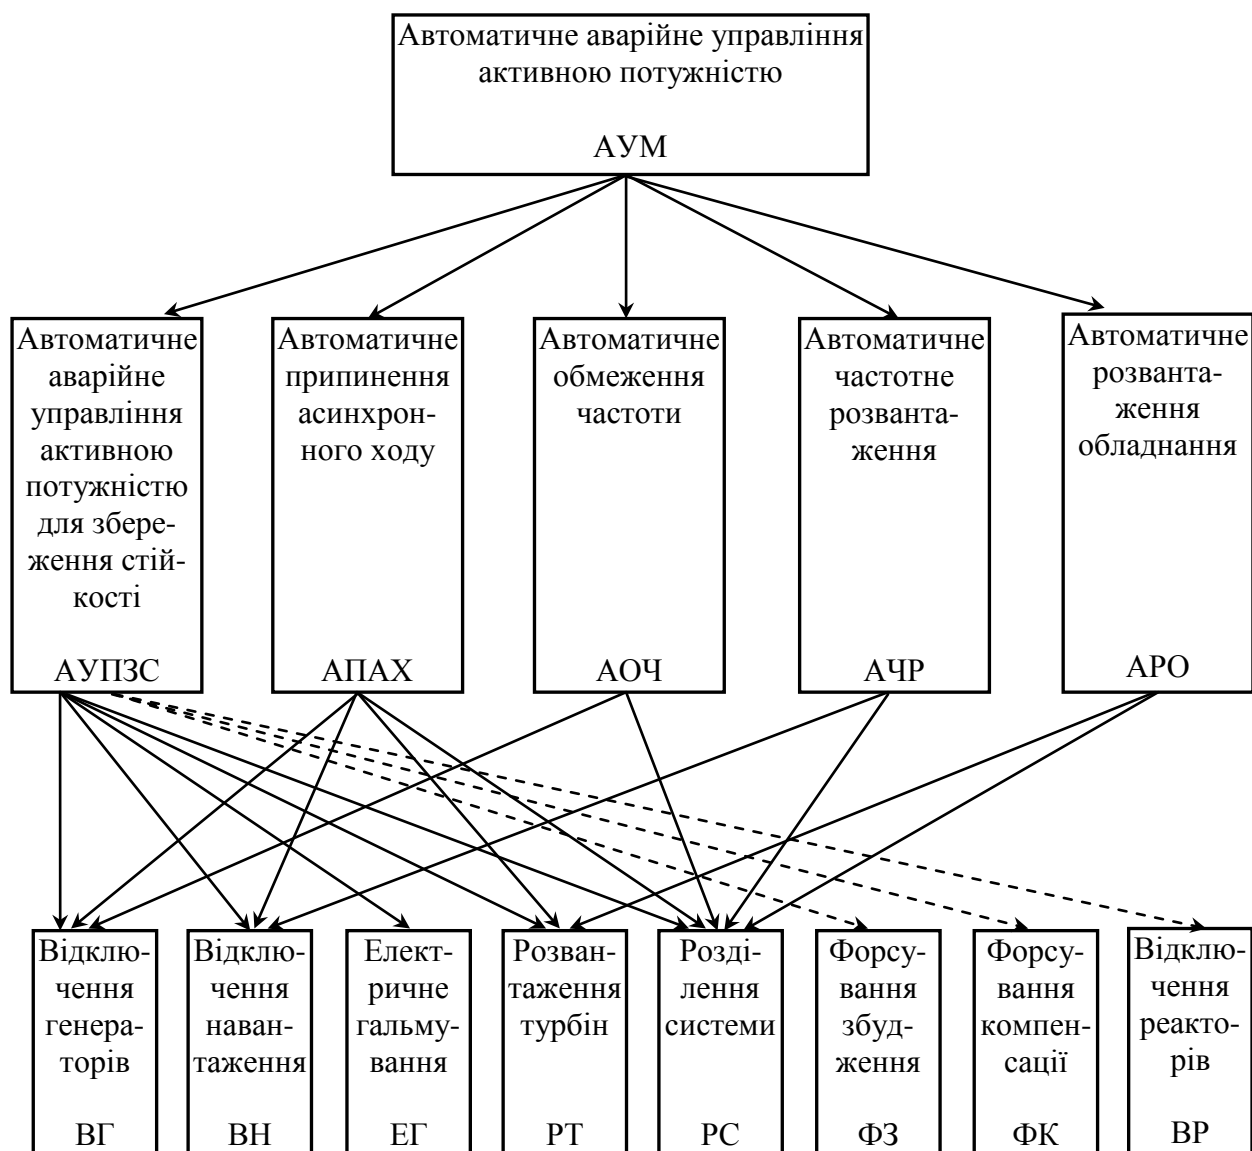 Автоматичне аварійне управління
активною потужністю
АУМ
Автоматичне
аварійне
управління
активною
потужністю
для збере-
ження стій-
кості
АУПЗС
Автоматичне
припинення
асинхрон-
ного ходу
АПАХ
Автоматичне
обмеження
частоти
АОЧ
Автоматичне
частотне
розванта-
ження
АЧР
Автоматичне
розванта-
ження
обладнання
АРО
Відклю-
чення
генера-
торів
ВГ
Відклю-
чення
наван-
таження
ВН
Елект-
ричне
гальму-
вання
ЕГ
Розван-
таження
турбін
РТ
Розді-
лення
системи
РС
Форсу-
вання
збуд-
ження
ФЗ
Форсу-
вання
компен-
сації
ФК
Відклю-
чення
реакто-
рів
ВР